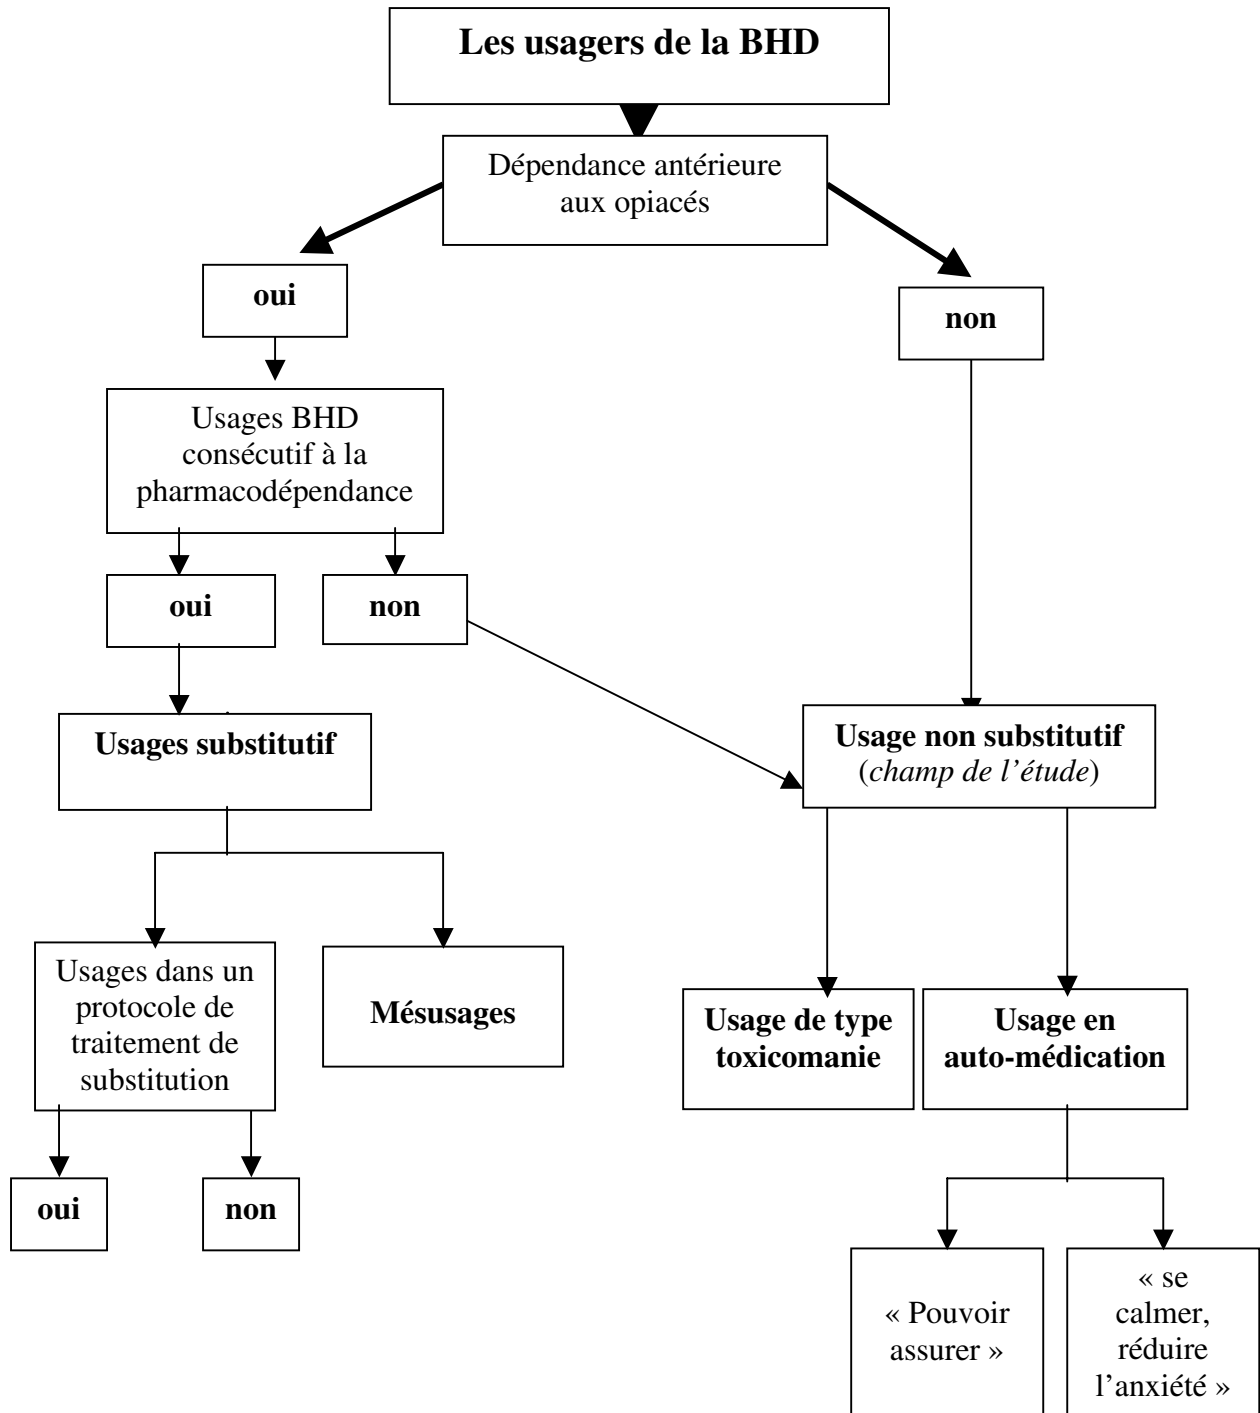 Les usagers de la BHD
Dépendance antérieure
aux opiacés
oui
non
Usages BHD
consécutif à la
pharmacodépendance
oui
non
Usages substitutif
Usage non substitutif
(champ de l'étude)
Usages dans un
protocole de
traitement de
substitution
Mésusages
Usage de type
toxicomanie
Usage en
auto-médication
oui
non
« Pouvoir
assurer »
« se
calmer,
réduire
l'anxiété »